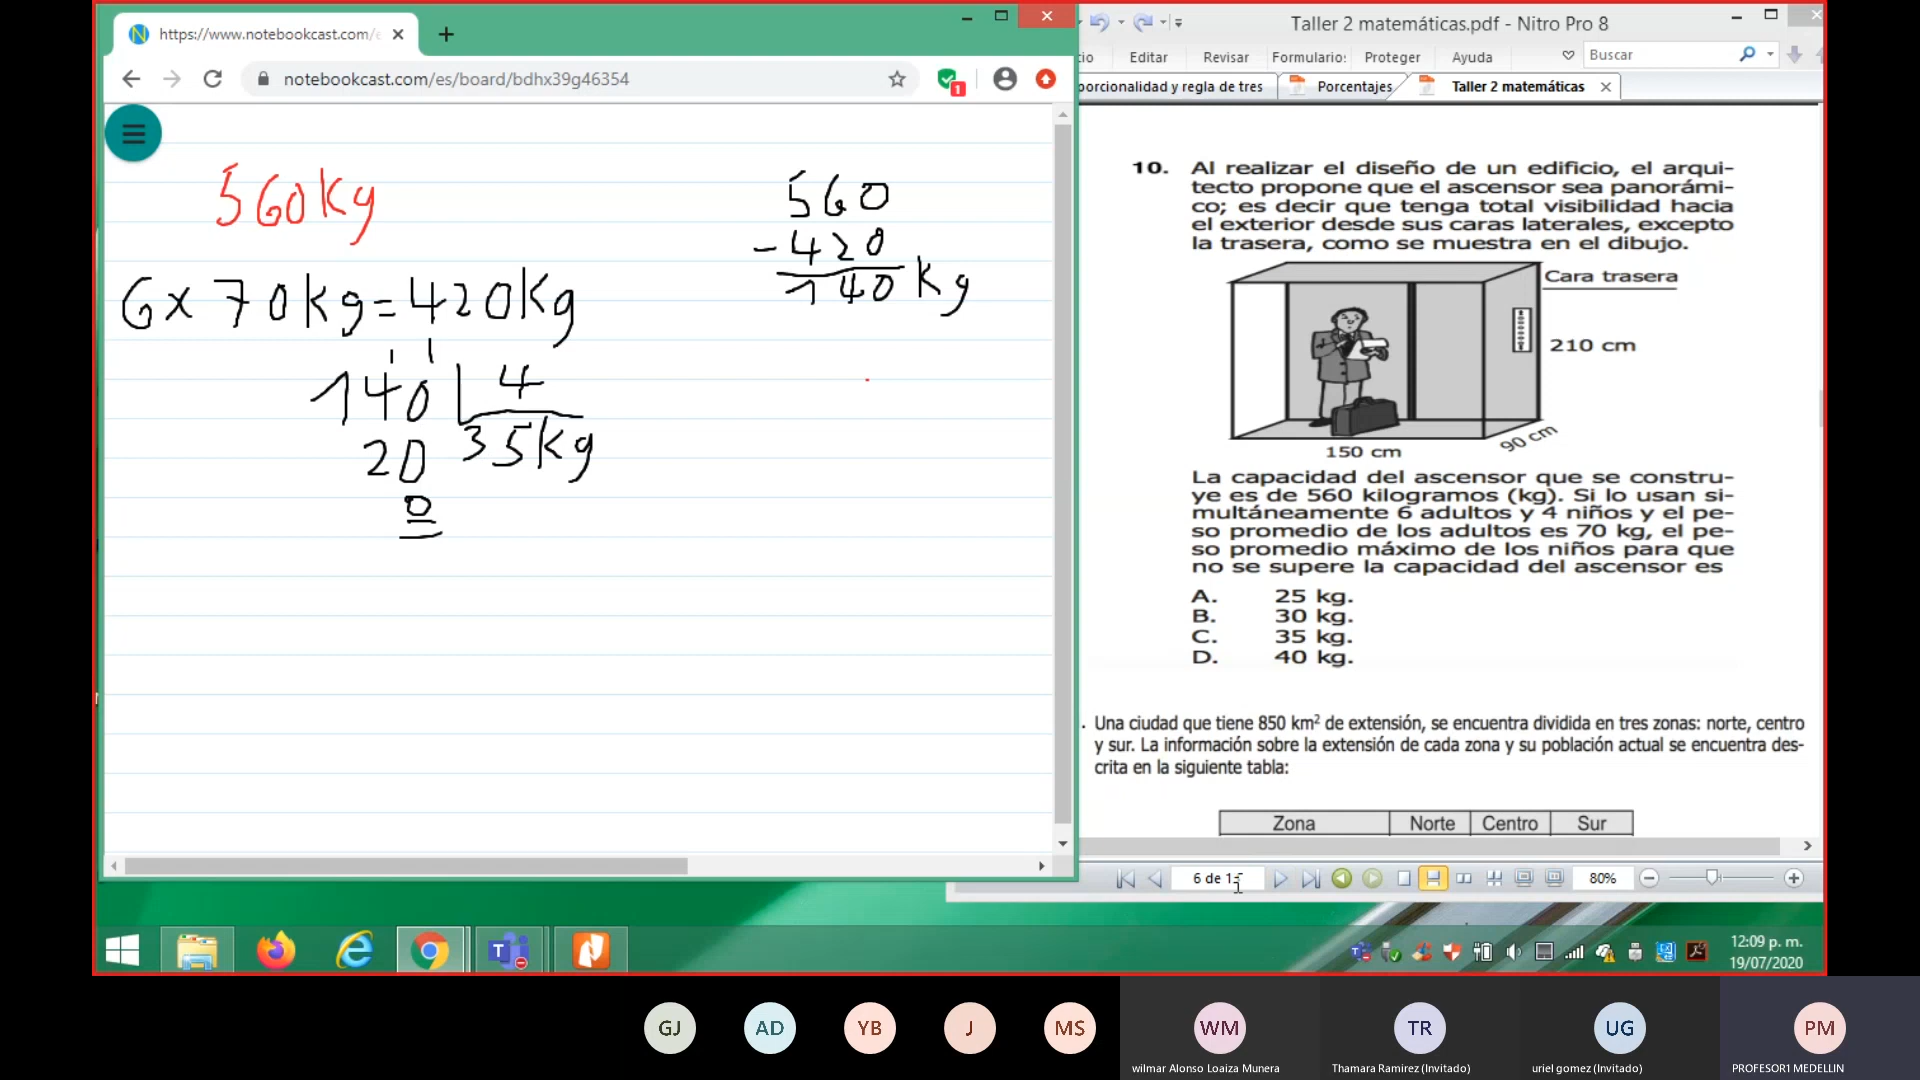 https://www.notebookcast.com/e
notebookcast.com/es/board/bdhx39g46354
1
560Kg
6x70kg=420Kg
140 4
20 35kg
0
560
-420
140 Kg
Taller 2 matemáticas.pdf - Nitro Pro 8
Editar Revisar Formularios Proteger Ayuda Buscar
porcionalidad y regla de tres Porcentajes Taller 2 matemáticas
10. Al realizar el diseño de un edificio, el arqui-
tecto propone que el ascensor sea panorámi-
co; es decir que tenga total visibilidad hacia
el exterior desde sus caras laterales, excepto
la trasera, como se muestra en el dibujo.
Cara trasera
210 cm
90 cm
150 cm
La capacidad del ascensor que se constru-
ye es de 560 kilogramos (kg). Si lo usan si-
multáneamente 6 adultos y 4 niños y el pe-
so promedio de los adultos es 70 kg, el pe-
so promedio máximo de los niños para que
no se supere la capacidad del ascensor es
A. 25 kg.
B. 30 kg.
C. 35 kg.
D. 40 kg.
. Una ciudad que tiene 850 km² de extensión, se encuentra dividida en tres zonas: norte, centro
y sur. La información sobre la extensión de cada zona y su población actual se encuentra des-
crita en la siguiente tabla:
Zona Norte Centro Sur
6 de 80%
12:09 p. m.
19/07/2020
GJ AD YB J MS WM TR UG PM
wilmar Alonso Loaiza Munera Thamara Ramirez (Invitado) uriel gomez (Invitado) PROFESOR1 MEDELLIN